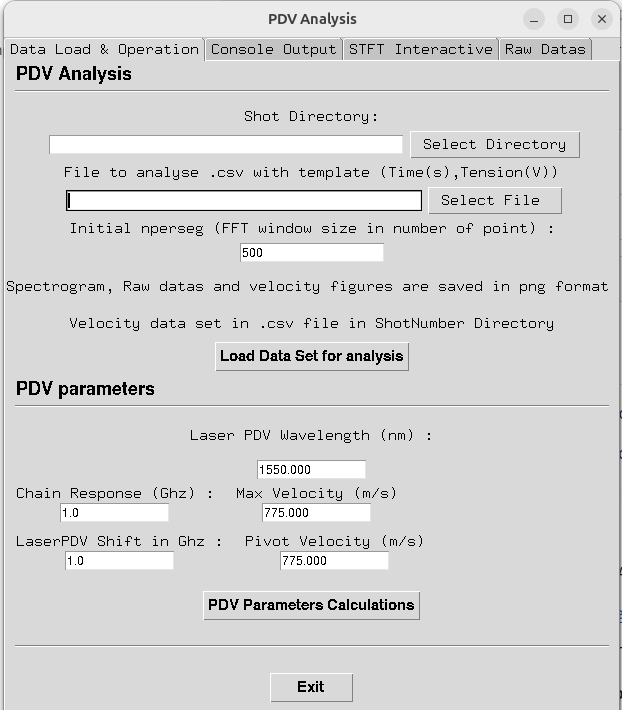 PDV Analysis
Data Load & Operation Console Output STFT Interactive Raw Datas
PDV Analysis
Shot Directory:
Select Directory
File to analyse .csv with template (Time(s),Tension(V))
Select File
Initial nperseg (FFT window size in number of point) :
500
Spectrogram, Raw datas and velocity figures are saved in png format
Velocity data set in .csv file in ShotNumber Directory
Load Data Set for analysis
PDV parameters
Laser PDV Wavelength (nm) :
1550.000
Chain Response (Ghz) : Max Velocity (m/s)
1.0 775.000
LaserPDV Shift in Ghz : Pivot Velocity (m/s)
1.0 775.000
PDV Parameters Calculations
Exit